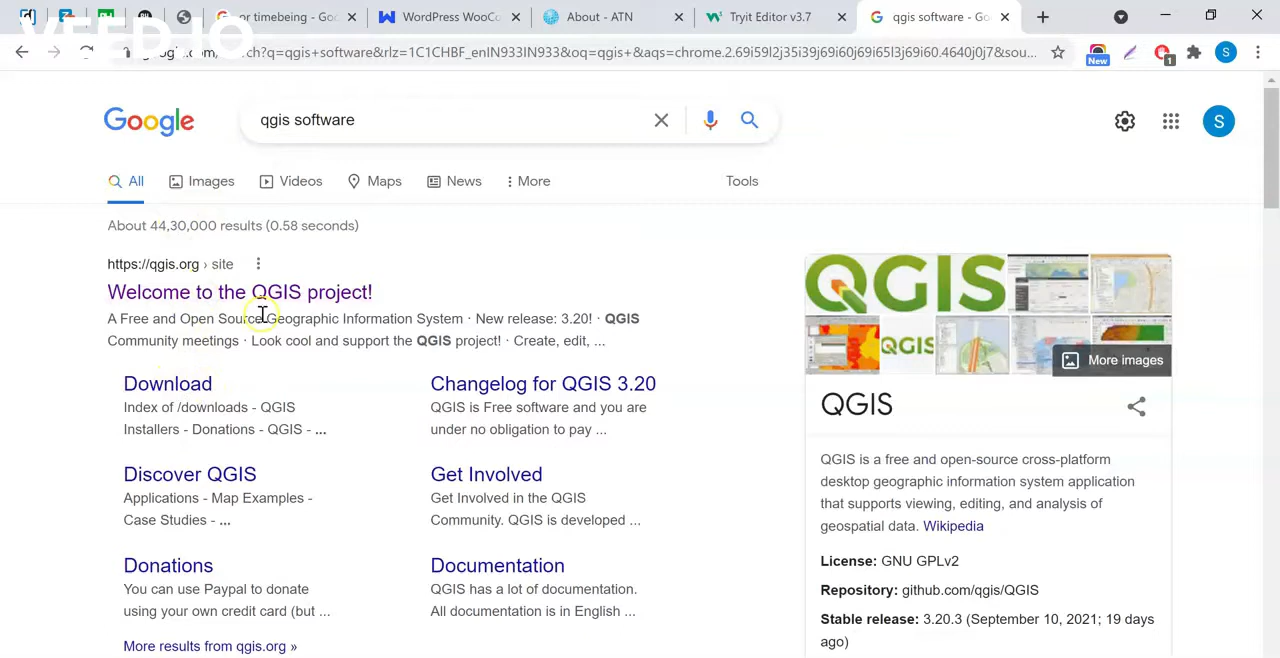 or timebeing - Goo
WordPress WooCo
About - ATN
Tryit Editor v3.7
qgis software - Goo
VEED.IO
ch?q=qgis+software&rlz=1C1CHBF_enIN933IN933&oq=qgis+&aqs=chrome.2.69i59l2j35i39j69i60j69i65l3j69i60.4640j0j7&sou...
New
1
S
Google
qgis software
S
All
Images
Videos
Maps
News
More
Tools
About 44,30,000 results (0.58 seconds)
https://qgis.org › site
Welcome to the QGIS project!
A Free and Open Source Geographic Information System · New release: 3.20! · QGIS
Community meetings · Look cool and support the QGIS project! · Create, edit, ...
Download
Index of /downloads - QGIS
Installers - Donations - QGIS - ...
Changelog for QGIS 3.20
QGIS is Free software and you are
under no obligation to pay ...
Discover QGIS
Applications - Map Examples -
Case Studies - ...
Get Involved
Get Involved in the QGIS
Community. QGIS is developed ...
Donations
You can use Paypal to donate
using your own credit card (but ...
Documentation
QGIS has a lot of documentation.
All documentation is in English ...
More results from qgis.org »
QGIS
QGIS
More images
QGIS
QGIS is a free and open-source cross-platform
desktop geographic information system application
that supports viewing, editing, and analysis of
geospatial data. Wikipedia
License: GNU GPLv2
Repository: github.com/qgis/QGIS
Stable release: 3.20.3 (September 10, 2021; 19 days
ago)